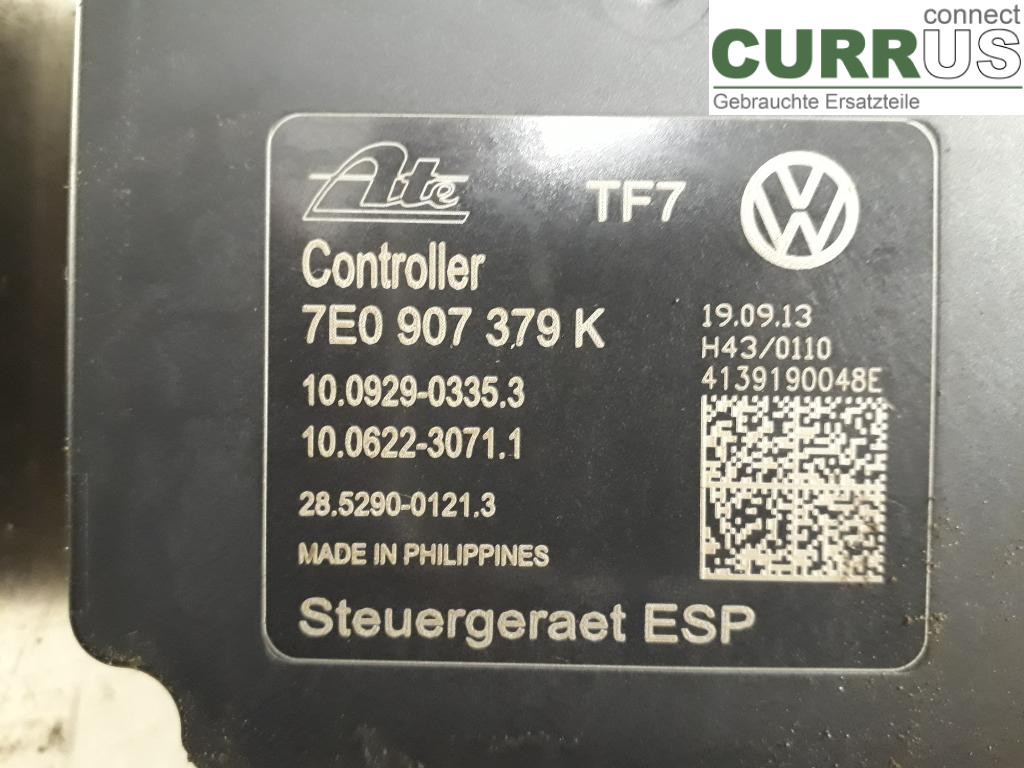 connect
CURRUS
Gebrauchte Ersatzteile
Ate
TF7
Controller
7E0 907 379 K
19.09.13
H43/0110
4139190048E
10.0929-0335.3
10.0622-3071.1
28.5290-0121.3
MADE IN PHILIPPINES
Steuergeraet ESP